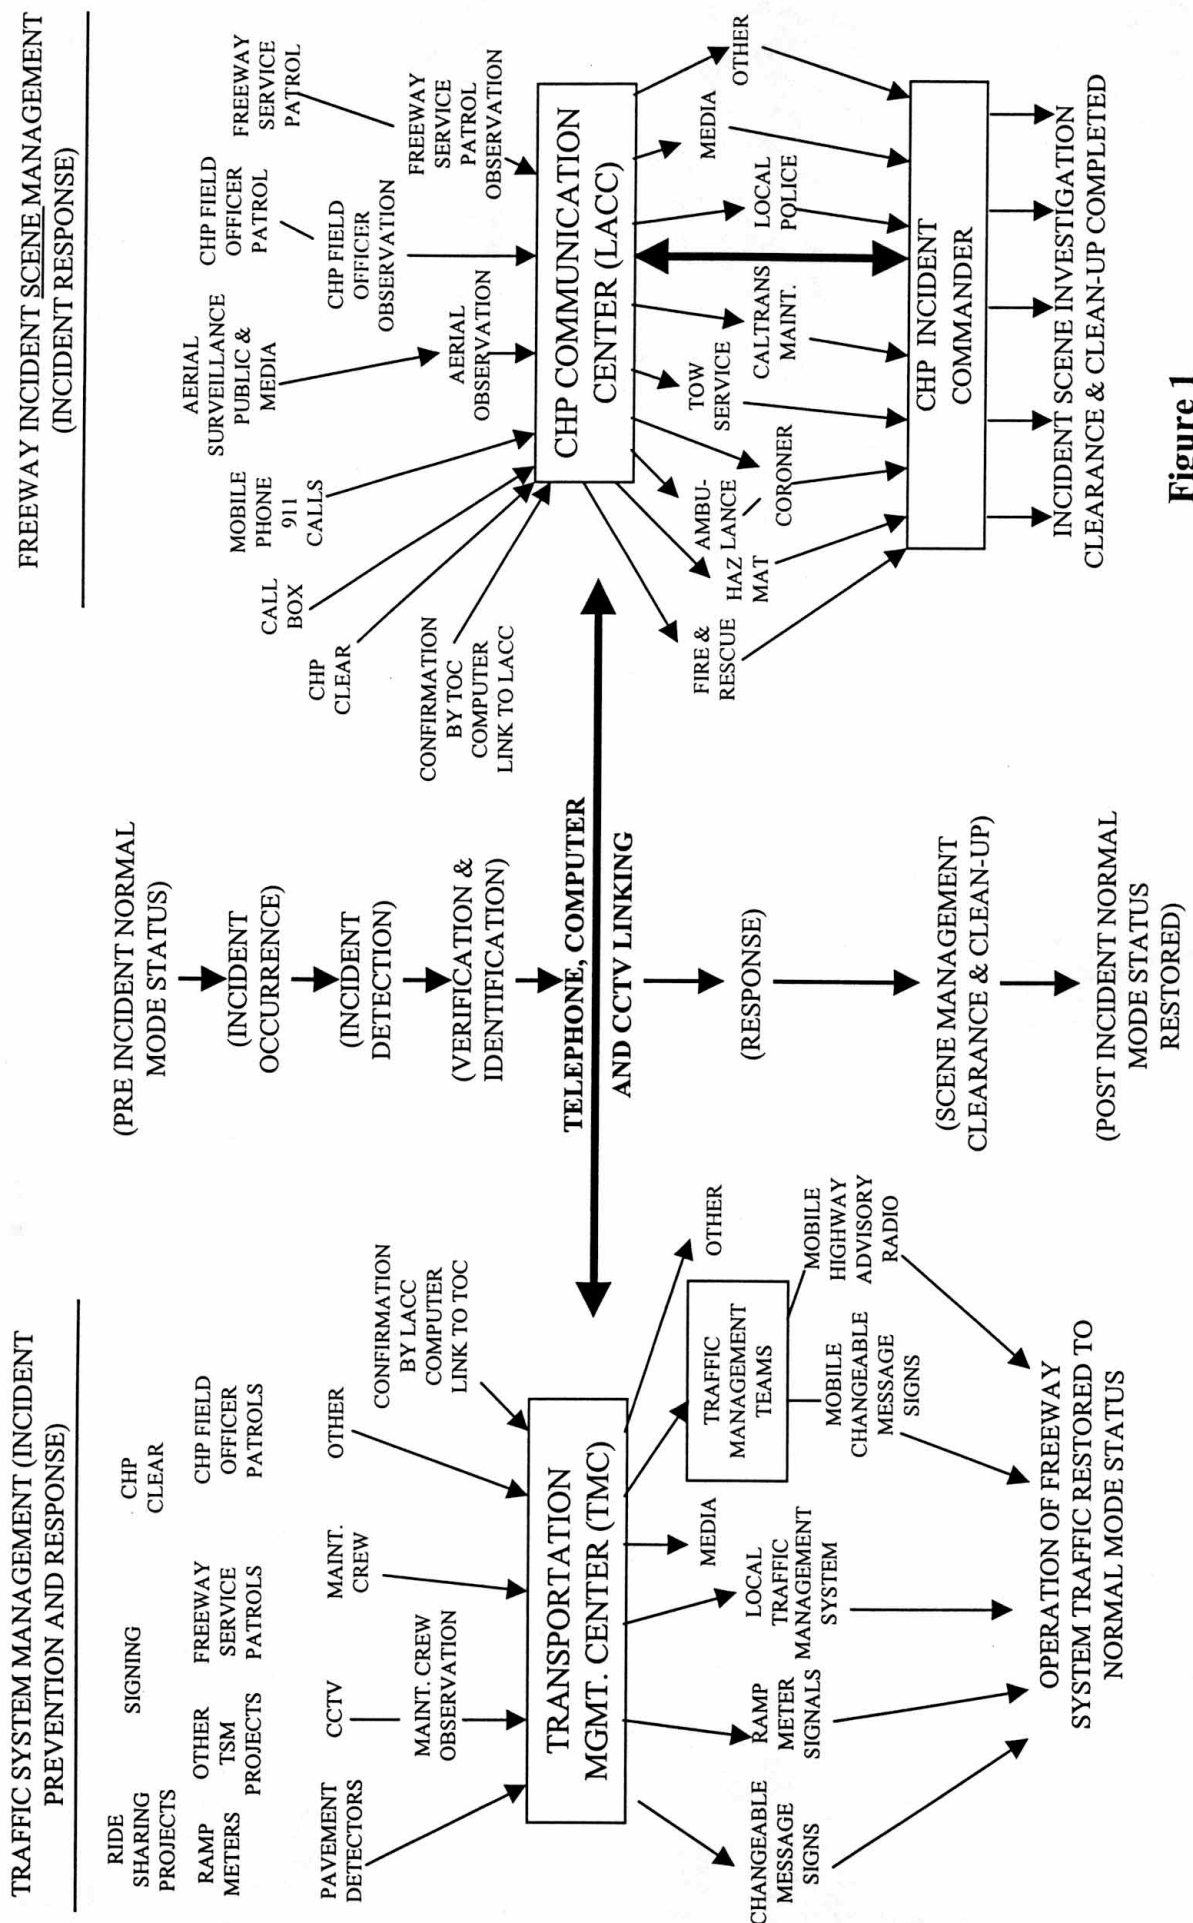 TRAFFIC SYSTEM MANAGEMENT (INCIDENT
PREVENTION AND RESPONSE)
RIDE
SHARING
PROJECTS
SIGNING
CHP
CLEAR
RAMP
METERS
OTHER
TSM
PROJECTS
FREEWAY
SERVICE
PATROLS
CHP FIELD
OFFICER
PATROLS
PAVEMENT
DETECTORS
CCTV
MAINT.
CREW
OTHER
MAINT. CREW
OBSERVATION
CONFIRMATION
BY LACC
COMPUTER
LINK TO TOC
TRANSPORTATION
MGMT. CENTER (TMC)
CHANGEABLE
MESSAGE
SIGNS
RAMP
METER
SIGNALS
LOCAL
TRAFFIC
MANAGEMENT
SYSTEM
MEDIA
TRAFFIC
MANAGEMENT
TEAMS
OTHER
MOBILE
CHANGEABLE
MESSAGE
SIGNS
MOBILE
HIGHWAY
ADVISORY
RADIO
OPERATION OF FREEWAY
SYSTEM TRAFFIC RESTORED TO
NORMAL MODE STATUS
(PRE INCIDENT NORMAL
MODE STATUS)
(INCIDENT
OCCURRENCE)
(INCIDENT
DETECTION)
(VERIFICATION &
IDENTIFICATION)
TELEPHONE, COMPUTER
AND CCTV LINKING
(RESPONSE)
(SCENE MANAGEMENT
CLEARANCE & CLEAN-UP)
(POST INCIDENT NORMAL
MODE STATUS
RESTORED)
FREEWAY INCIDENT SCENE MANAGEMENT
(INCIDENT RESPONSE)
CHP
CLEAR
CALL
BOX
MOBILE
PHONE
911
CALLS
AERIAL
SURVEILLANCE
PUBLIC &
MEDIA
CHP FIELD
OFFICER
PATROL
FREEWAY
SERVICE
PATROL
CONFIRMATION
BY TOC
COMPUTER
LINK TO LACC
AERIAL
OBSERVATION
CHP FIELD
OFFICER
OBSERVATION
FREEWAY
SERVICE
PATROL
OBSERVATION
CHP COMMUNICATION
CENTER (LACC)
FIRE &
RESCUE
HAZ
MAT
AMBU-
LANCE
CORONER
TOW
SERVICE
CALTRANS
MAINT.
LOCAL
POLICE
MEDIA
OTHER
CHP INCIDENT
COMMANDER
INCIDENT SCENE INVESTIGATION
CLEARANCE & CLEAN-UP COMPLETED
Figure 1